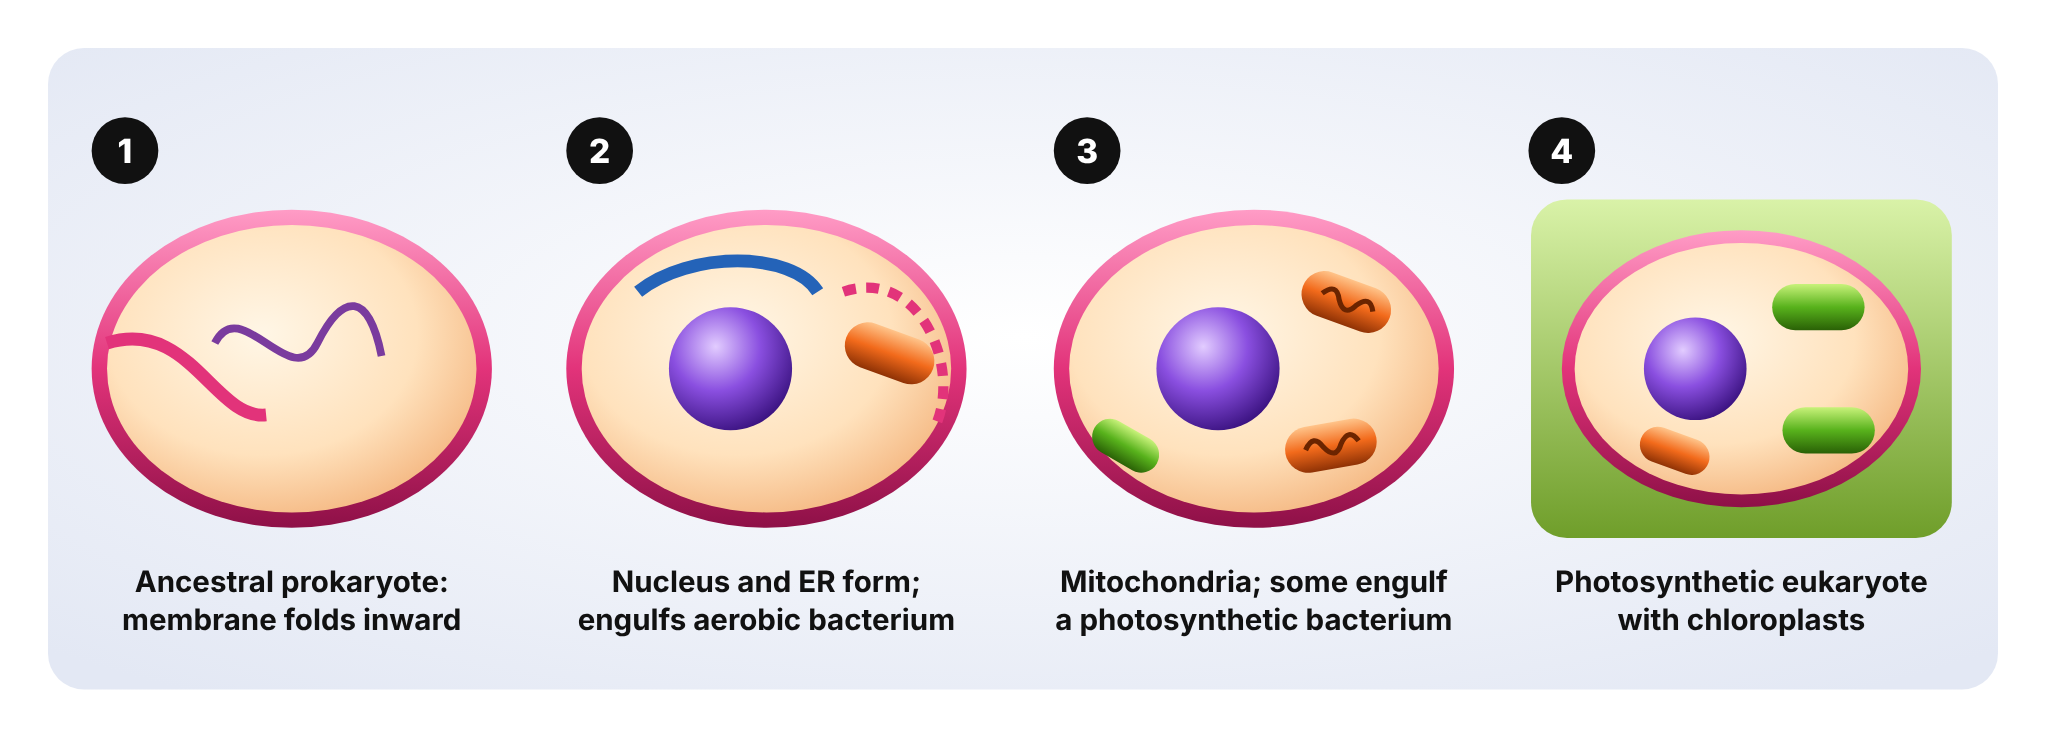 1
2
3
4
Ancestral prokaryote:
membrane folds inward
Nucleus and ER form;
engulfs aerobic bacterium
Mitochondria; some engulf
a photosynthetic bacterium
Photosynthetic eukaryote
with chloroplasts